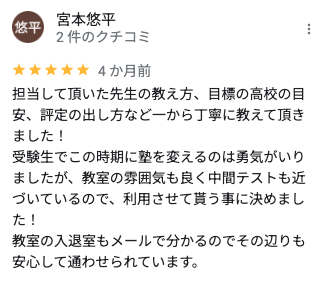 悠平
宮本悠平
2 件のクチコミ
4 か月前
担当して頂いた先生の教え方、目標の高校の目
安、評定の出し方など一から丁寧に教えて頂き
ました！
受験生でこの時期に塾を変えるのは勇気がいり
ましたが、教室の雰囲気も良く中間テストも近
づいているので、利用させて貰う事に決めまし
た！
教室の入退室もメールで分かるのでその辺りも
安心して通わせられています。